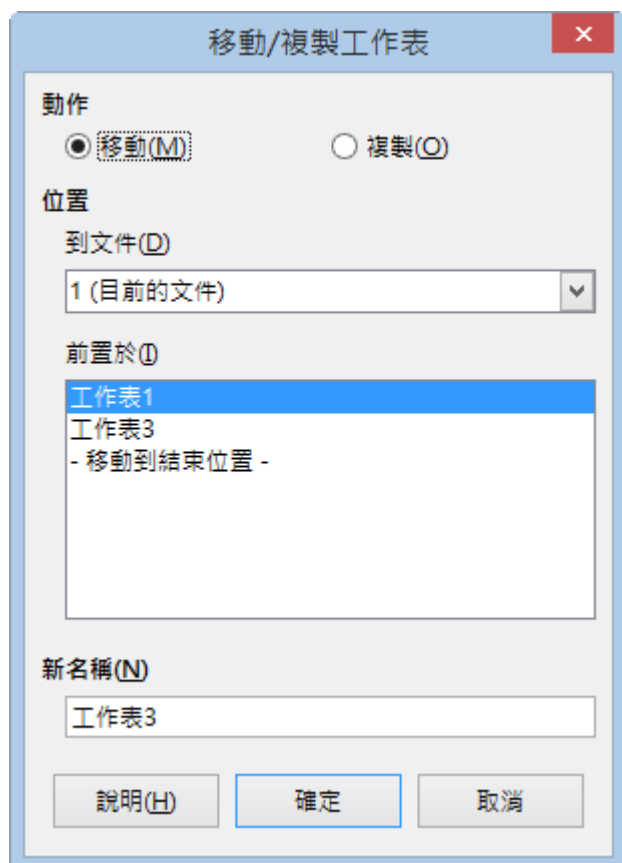 移動/複製工作表
動作
移動(M) 複製(O)
位置
到文件(D)
1 (目前的文件)
前置於(I)
工作表1
工作表3
- 移動到結束位置 -
新名稱(N)
工作表3
說明(H) 確定 取消